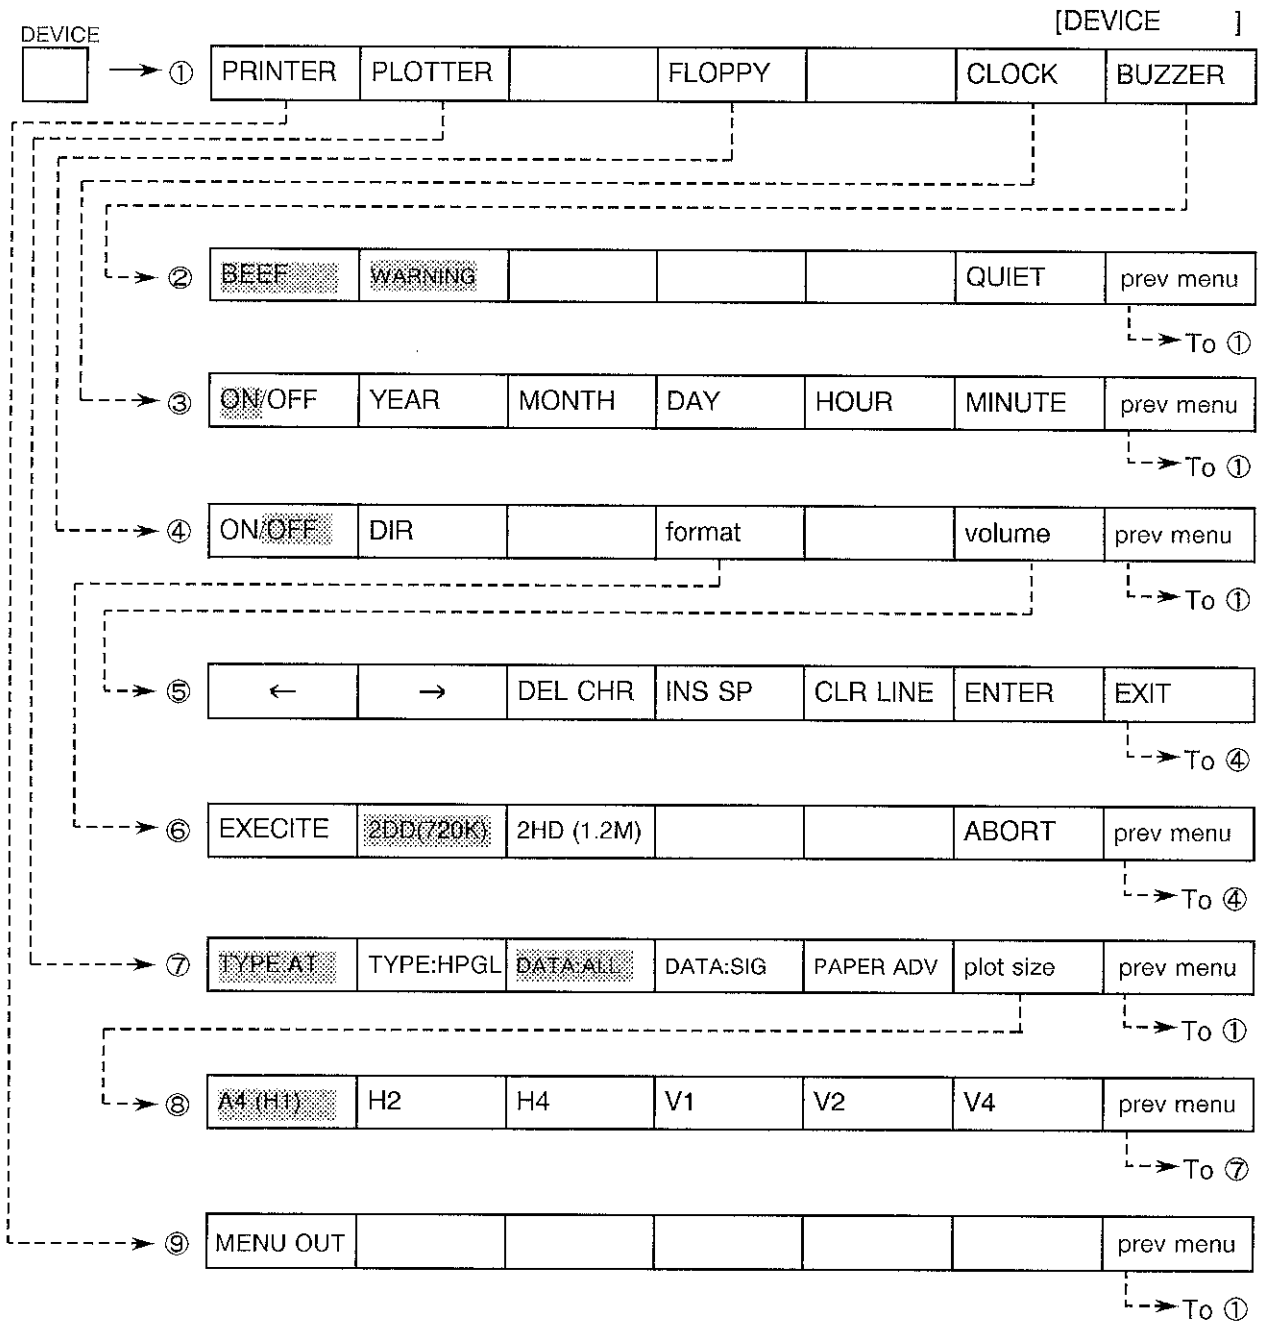 [DEVICE ]
DEVICE
① PRINTER PLOTTER FLOPPY CLOCK BUZZER
② BEEF WARNING QUIET prev menu
To ①
③ ON/OFF YEAR MONTH DAY HOUR MINUTE prev menu
To ①
④ ON/OFF DIR format volume prev menu
To ①
⑤ ← → DEL CHR INS SP CLR LINE ENTER EXIT
To ④
⑥ EXECITE 2DD(720K) 2HD (1.2M) ABORT prev menu
To ④
⑦ TYPE:AT TYPE:HPGL DATA:ALL DATA:SIG PAPER ADV plot size prev menu
To ①
⑧ A4 (H1) H2 H4 V1 V2 V4 prev menu
To ⑦
⑨ MENU OUT prev menu
To ①